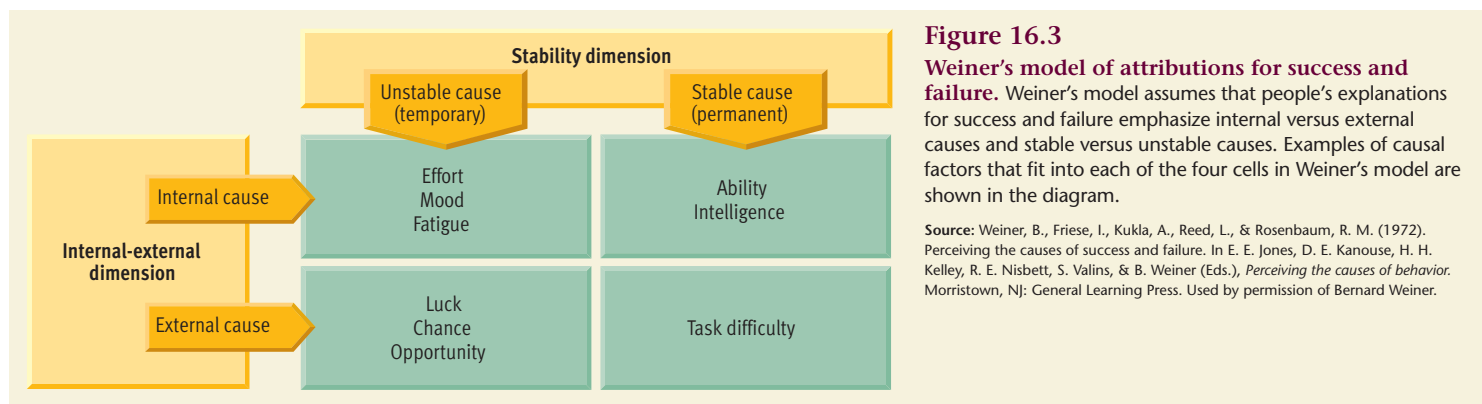 Stability dimension
Unstable cause
(temporary)
Stable cause
(permanent)
Internal-external
dimension
Internal cause
Effort
Mood
Fatigue
Ability
Intelligence
External cause
Luck
Chance
Opportunity
Task difficulty
Figure 16.3
Weiner’s model of attributions for success and
failure. Weiner’s model assumes that people’s explanations
for success and failure emphasize internal versus external
causes and stable versus unstable causes. Examples of causal
factors that fit into each of the four cells in Weiner’s model are
shown in the diagram.
Source: Weiner, B., Friese, I., Kukla, A., Reed, L., & Rosenbaum, R. M. (1972).
Perceiving the causes of success and failure. In E. E. Jones, D. E. Kanouse, H. H.
Kelley, R. E. Nisbett, S. Valins, & B. Weiner (Eds.), Perceiving the causes of behavior.
Morristown, NJ: General Learning Press. Used by permission of Bernard Weiner.